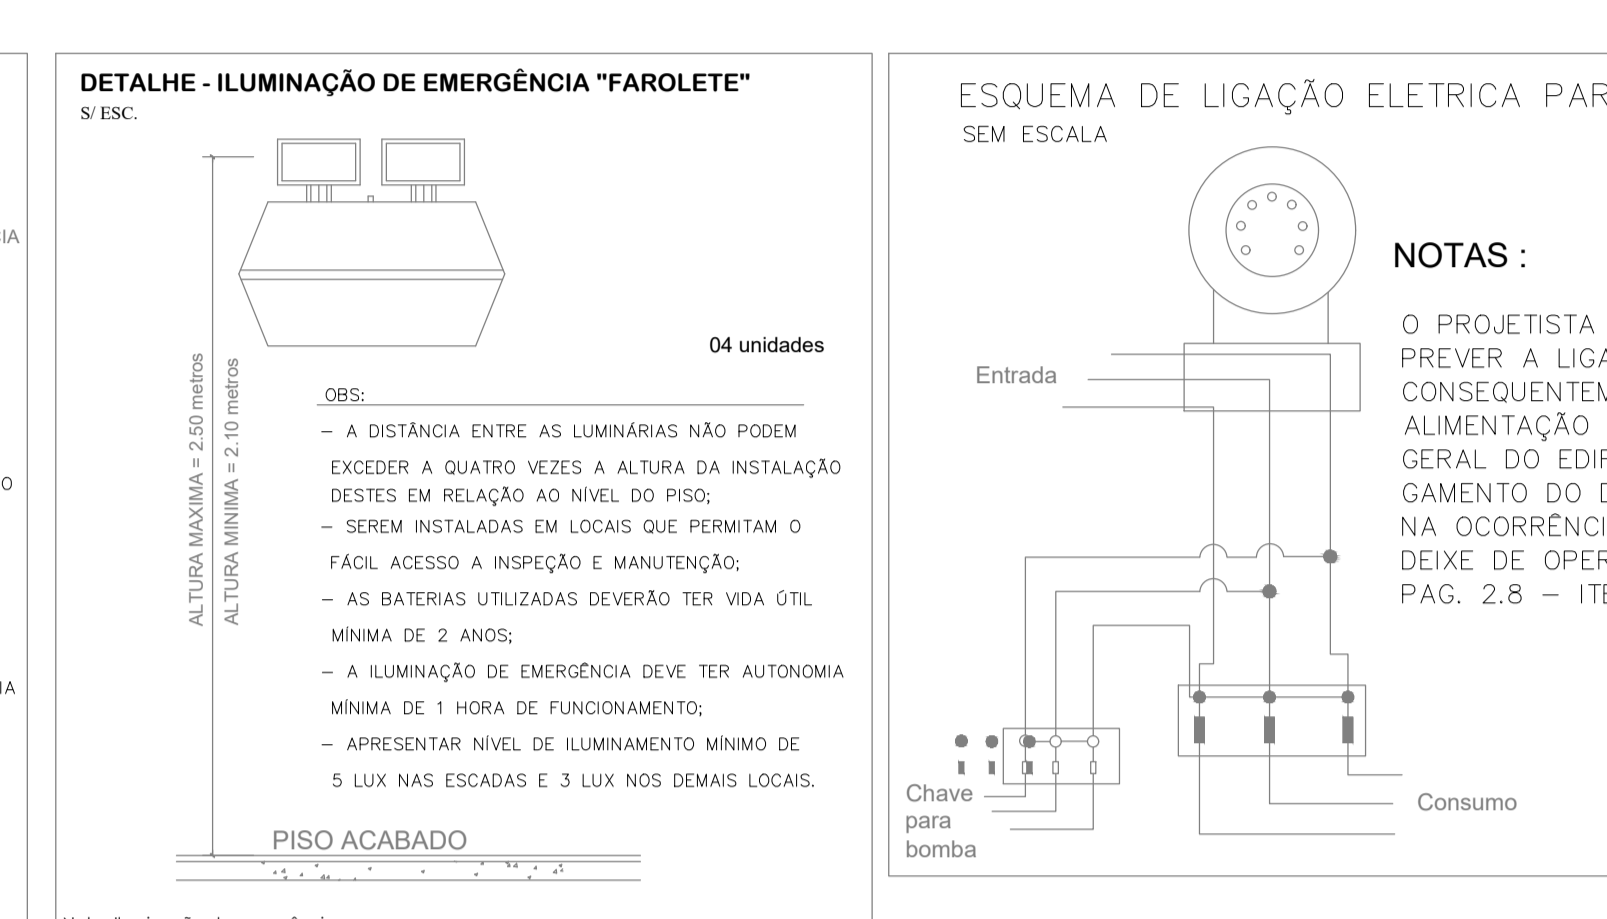 DETALHE - ILUMINAÇÃO DE EMERGÊNCIA "FAROLETE"
S/ ESC.
ALTURA MAXIMA = 2.50 metros
ALTURA MINIMA = 2.10 metros
04 unidades
OBS:
– A DISTÂNCIA ENTRE AS LUMINÁRIAS NÃO PODEM
EXCEDER A QUATRO VEZES A ALTURA DA INSTALAÇÃO
DESTES EM RELAÇÃO AO NÍVEL DO PISO;
– SEREM INSTALADAS EM LOCAIS QUE PERMITAM O
FÁCIL ACESSO A INSPEÇÃO E MANUTENÇÃO;
– AS BATERIAS UTILIZADAS DEVERÃO TER VIDA ÚTIL
MÍNIMA DE 2 ANOS;
– A ILUMINAÇÃO DE EMERGÊNCIA DEVE TER AUTONOMIA
MÍNIMA DE 1 HORA DE FUNCIONAMENTO;
– APRESENTAR NÍVEL DE ILUMINAMENTO MÍNIMO DE
5 LUX NAS ESCADAS E 3 LUX NOS DEMAIS LOCAIS.
PISO ACABADO
ESQUEMA DE LIGAÇÃO ELETRICA PAR
SEM ESCALA
Entrada
NOTAS :
O PROJETISTA
PREVER A LIGA
CONSEQUENTEM
ALIMENTAÇÃO
GERAL DO EDIF
GAMENTO DO D
NA OCORRÊNCI
DEIXE DE OPER
PAG. 2.8 – ITE
Chave
para
bomba
Consumo